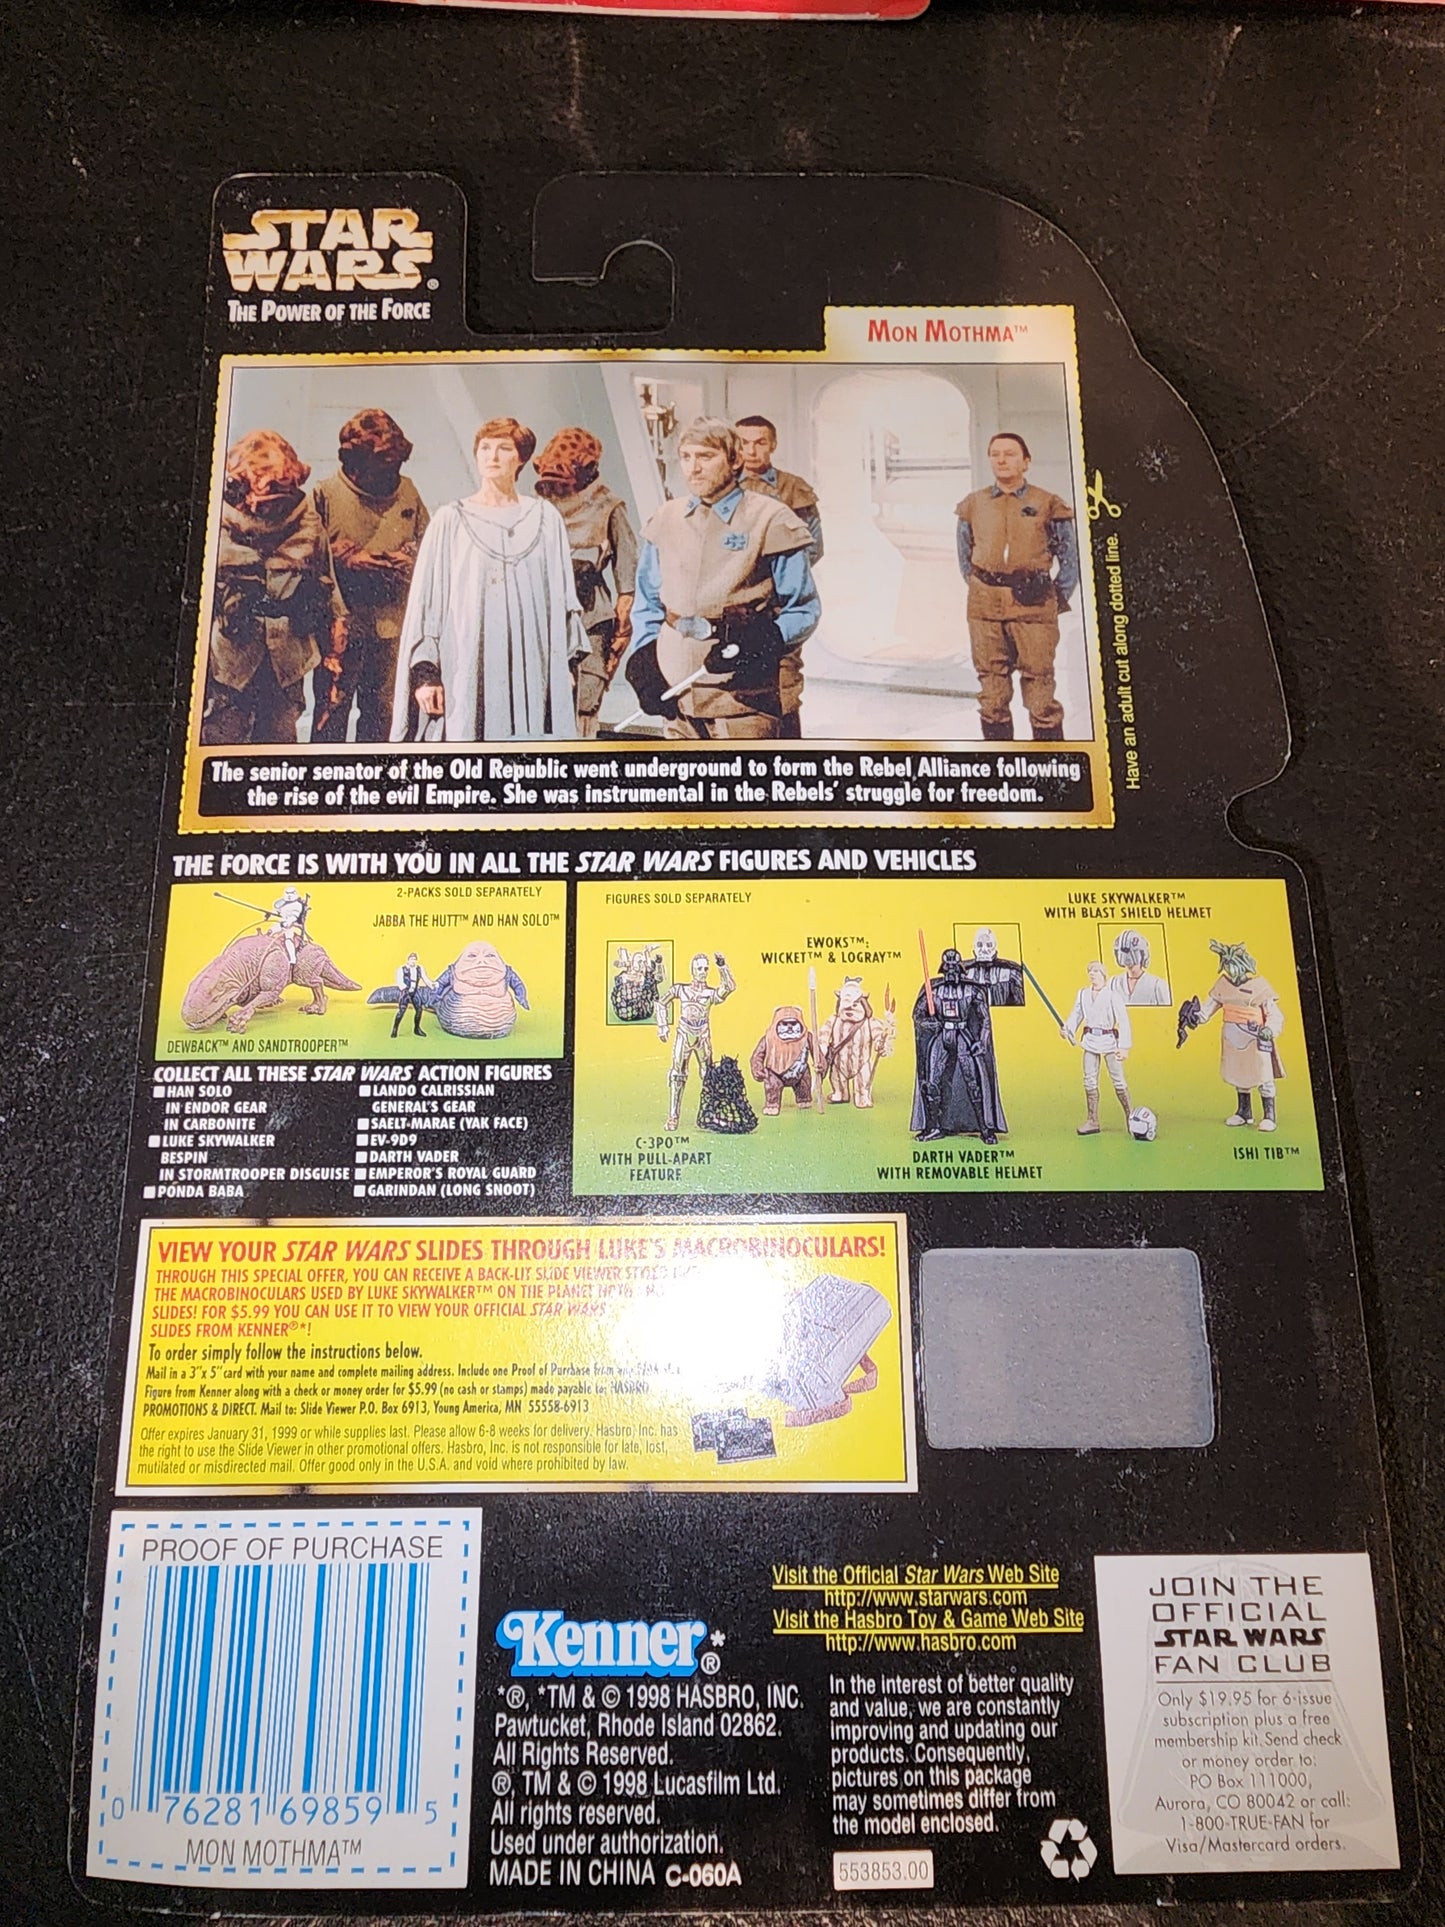 STAR
WARS®
THE POWER OF THE FORCE
MON MOTHMA™
Have an adult cut along dotted line.
The senior senator of the Old Republic went underground to form the Rebel Alliance following
the rise of the evil Empire. She was instrumental in the Rebels' struggle for freedom.
THE FORCE IS WITH YOU IN ALL THE STAR WARS FIGURES AND VEHICLES
2-PACKS SOLD SEPARATELY
JABBA THE HUTT™ AND HAN SOLO™
DEWBACK™ AND SANDTROOPER™
FIGURES SOLD SEPARATELY
LUKE SKYWALKER™
WITH BLAST SHIELD HELMET
EWOKS™:
WICKET™ & LOGRAY™
C-3PO™
WITH PULL-APART
FEATURE
DARTH VADER™
WITH REMOVABLE HELMET
ISHI TIB™
COLLECT ALL THESE STAR WARS ACTION FIGURES
■ HAN SOLO
IN ENDOR GEAR
IN CARBONITE
■ LUKE SKYWALKER
BESPIN
IN STORMTROOPER DISGUISE
■ PONDA BABA
■ LANDO CALRISSIAN
GENERAL'S GEAR
■ SAELT-MARAE (YAK FACE)
■ EV-9D9
■ DARTH VADER
■ EMPEROR'S ROYAL GUARD
■ GARINDAN (LONG SNOOT)
VIEW YOUR STAR WARS SLIDES THROUGH LUKE'S MACROBINOCULARS!
THROUGH THIS SPECIAL OFFER, YOU CAN RECEIVE A BACK-LIT SLIDE VIEWER STYLED
THE MACROBINOCULARS USED BY LUKE SKYWALKER™ ON THE PLANET HOTH
SLIDES! FOR $5.99 YOU CAN USE IT TO VIEW YOUR OFFICIAL STAR WARS
SLIDES FROM KENNER®*!
To order simply follow the instructions below.
Mail in a 3"x 5" card with your name and complete mailing address. Include one Proof of Purchase from any
Figure from Kenner along with a check or money order for $5.99 (no cash or stamps) made payable to: HASBRO
PROMOTIONS & DIRECT. Mail to: Slide Viewer P.O. Box 6913, Young America, MN 55558-6913
Offer expires January 31, 1999 or while supplies last. Please allow 6-8 weeks for delivery. Hasbro, Inc. has
the right to use the Slide Viewer in other promotional offers. Hasbro, Inc. is not responsible for late, lost,
mutilated or misdirected mail. Offer good only in the U.S.A. and void where prohibited by law.
PROOF OF PURCHASE
0 76281 69859 5
MON MOTHMA™
Kenner*®
*®, *TM & © 1998 HASBRO, INC.
Pawtucket, Rhode Island 02862.
All Rights Reserved.
®, TM & © 1998 Lucasfilm Ltd.
All rights reserved.
Used under authorization.
MADE IN CHINA C-060A
Visit the Official Star Wars Web Site
http://www.starwars.com
Visit the Hasbro Toy & Game Web Site
http://www.hasbro.com
In the interest of better quality
and value, we are constantly
improving and updating our
products. Consequently,
pictures on this package
may sometimes differ from
the model enclosed.
553853.00
JOIN THE
OFFICIAL
STAR WARS
FAN CLUB
Only $19.95 for 6-issue
subscription plus a free
membership kit. Send check
or money order to:
PO Box 111000,
Aurora, CO 80042 or call:
1-800-TRUE-FAN for
Visa/Mastercard orders.